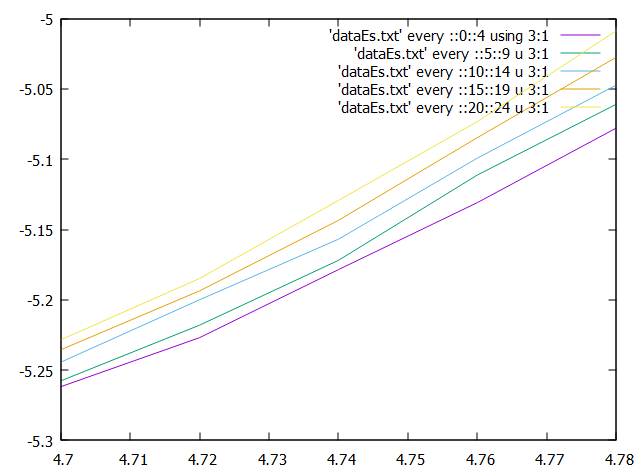 -5
'dataEs.txt' every ::0::4 using 3:1
'dataEs.txt' every ::5::9 u 3:1
'dataEs.txt' every ::10::14 u 3:1
'dataEs.txt' every ::15::19 u 3:1
'dataEs.txt' every ::20::24 u 3:1
-5.05
-5.1
-5.15
-5.2
-5.25
-5.3
4.7 4.71 4.72 4.73 4.74 4.75 4.76 4.77 4.78